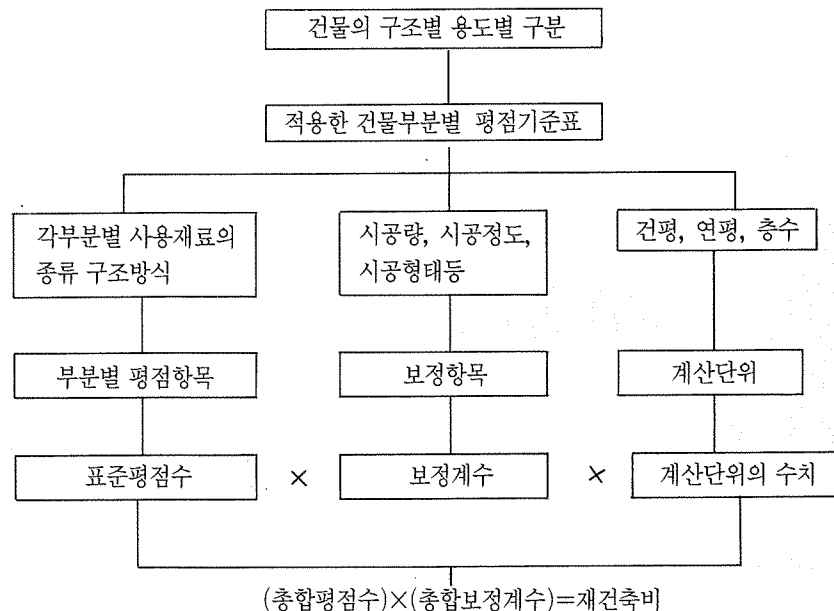 건물의 구조별 용도별 구분
적용한 건물부분별 평점기준표
각부분별 사용재료의
종류 구조방식
시공량, 시공정도,
시공형태등
건평, 연평, 층수
부분별 평점항목
보정항목
계산단위
표준평점수 × 보정계수 × 계산단위의 수치
(총합평점수)×(총합보정계수)=재건축비